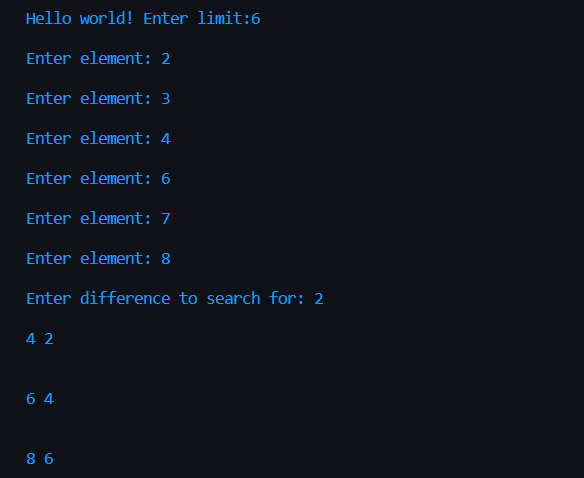 Hello world! Enter limit:6
Enter element: 2
Enter element: 3
Enter element: 4
Enter element: 6
Enter element: 7
Enter element: 8
Enter difference to search for: 2
4 2
6 4
8 6